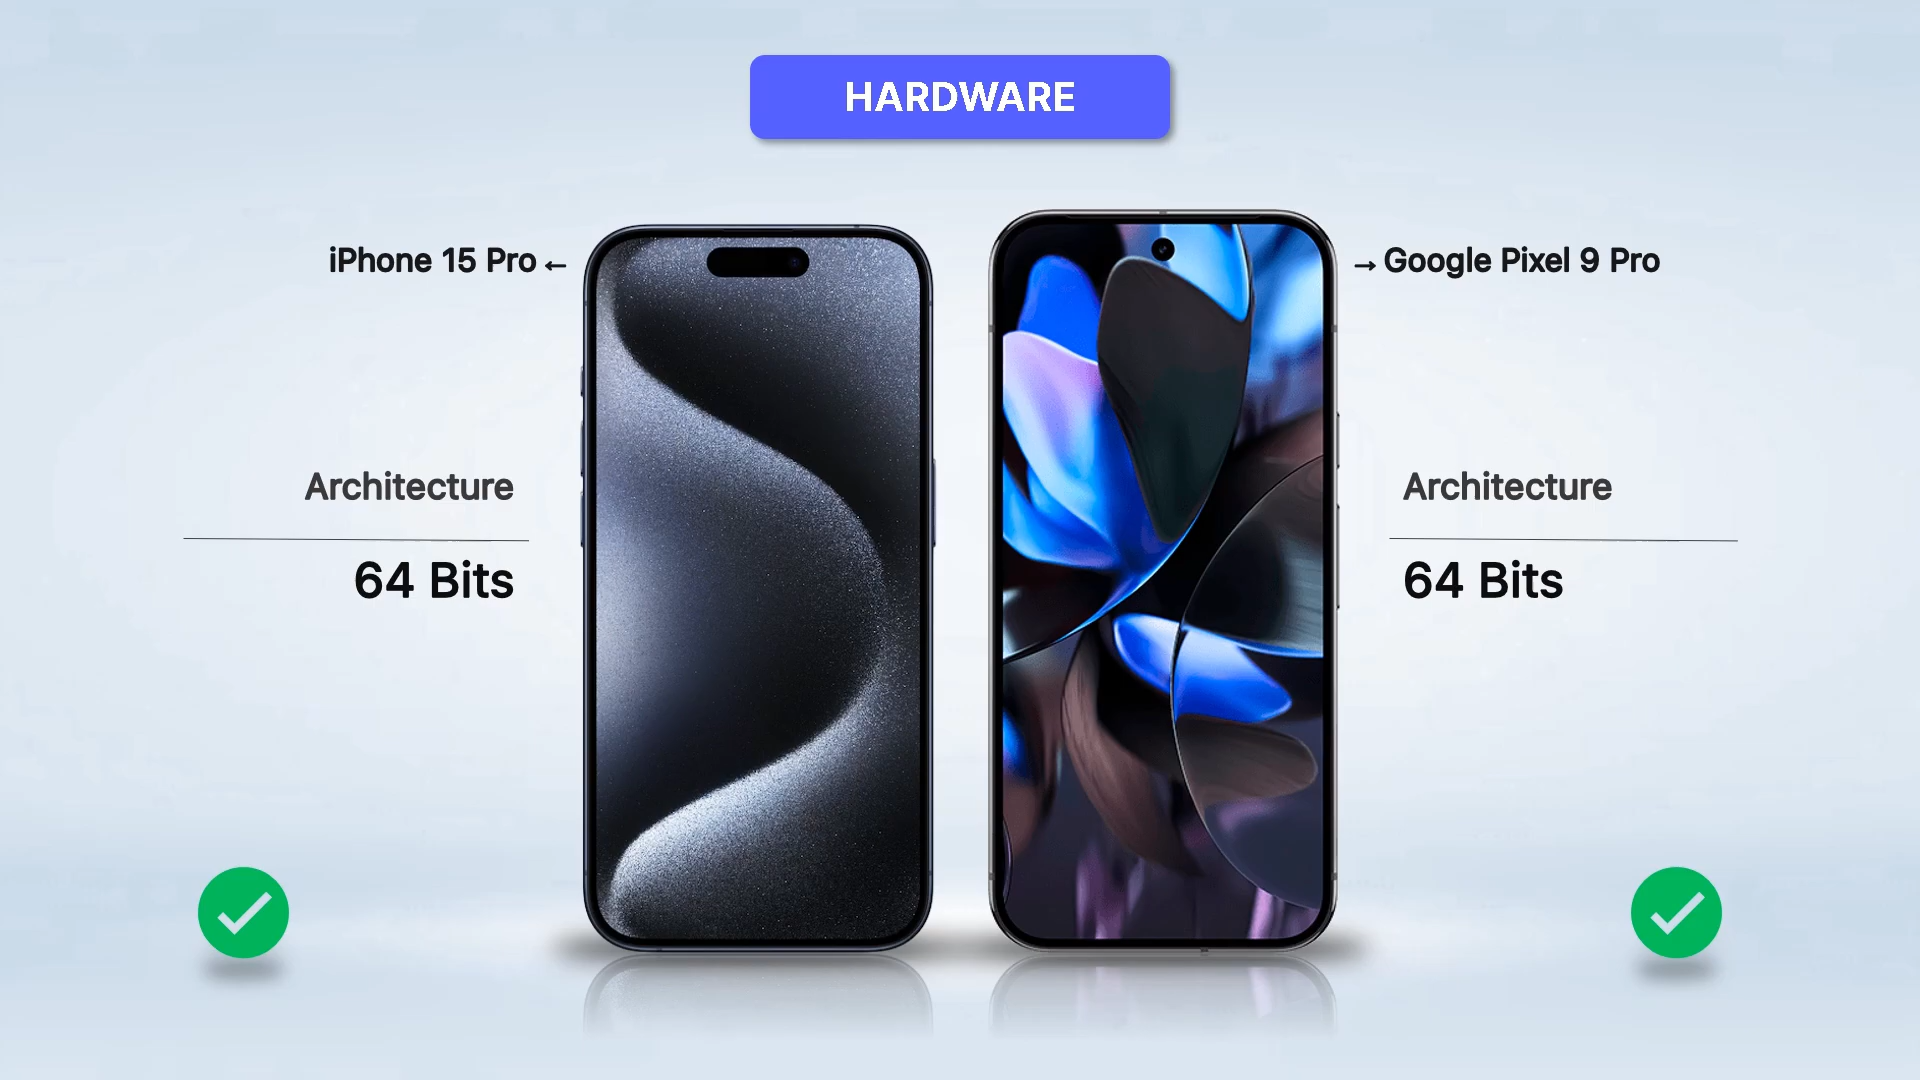 HARDWARE
iPhone 15 Pro ←
→ Google Pixel 9 Pro
Architecture
64 Bits
Architecture
64 Bits